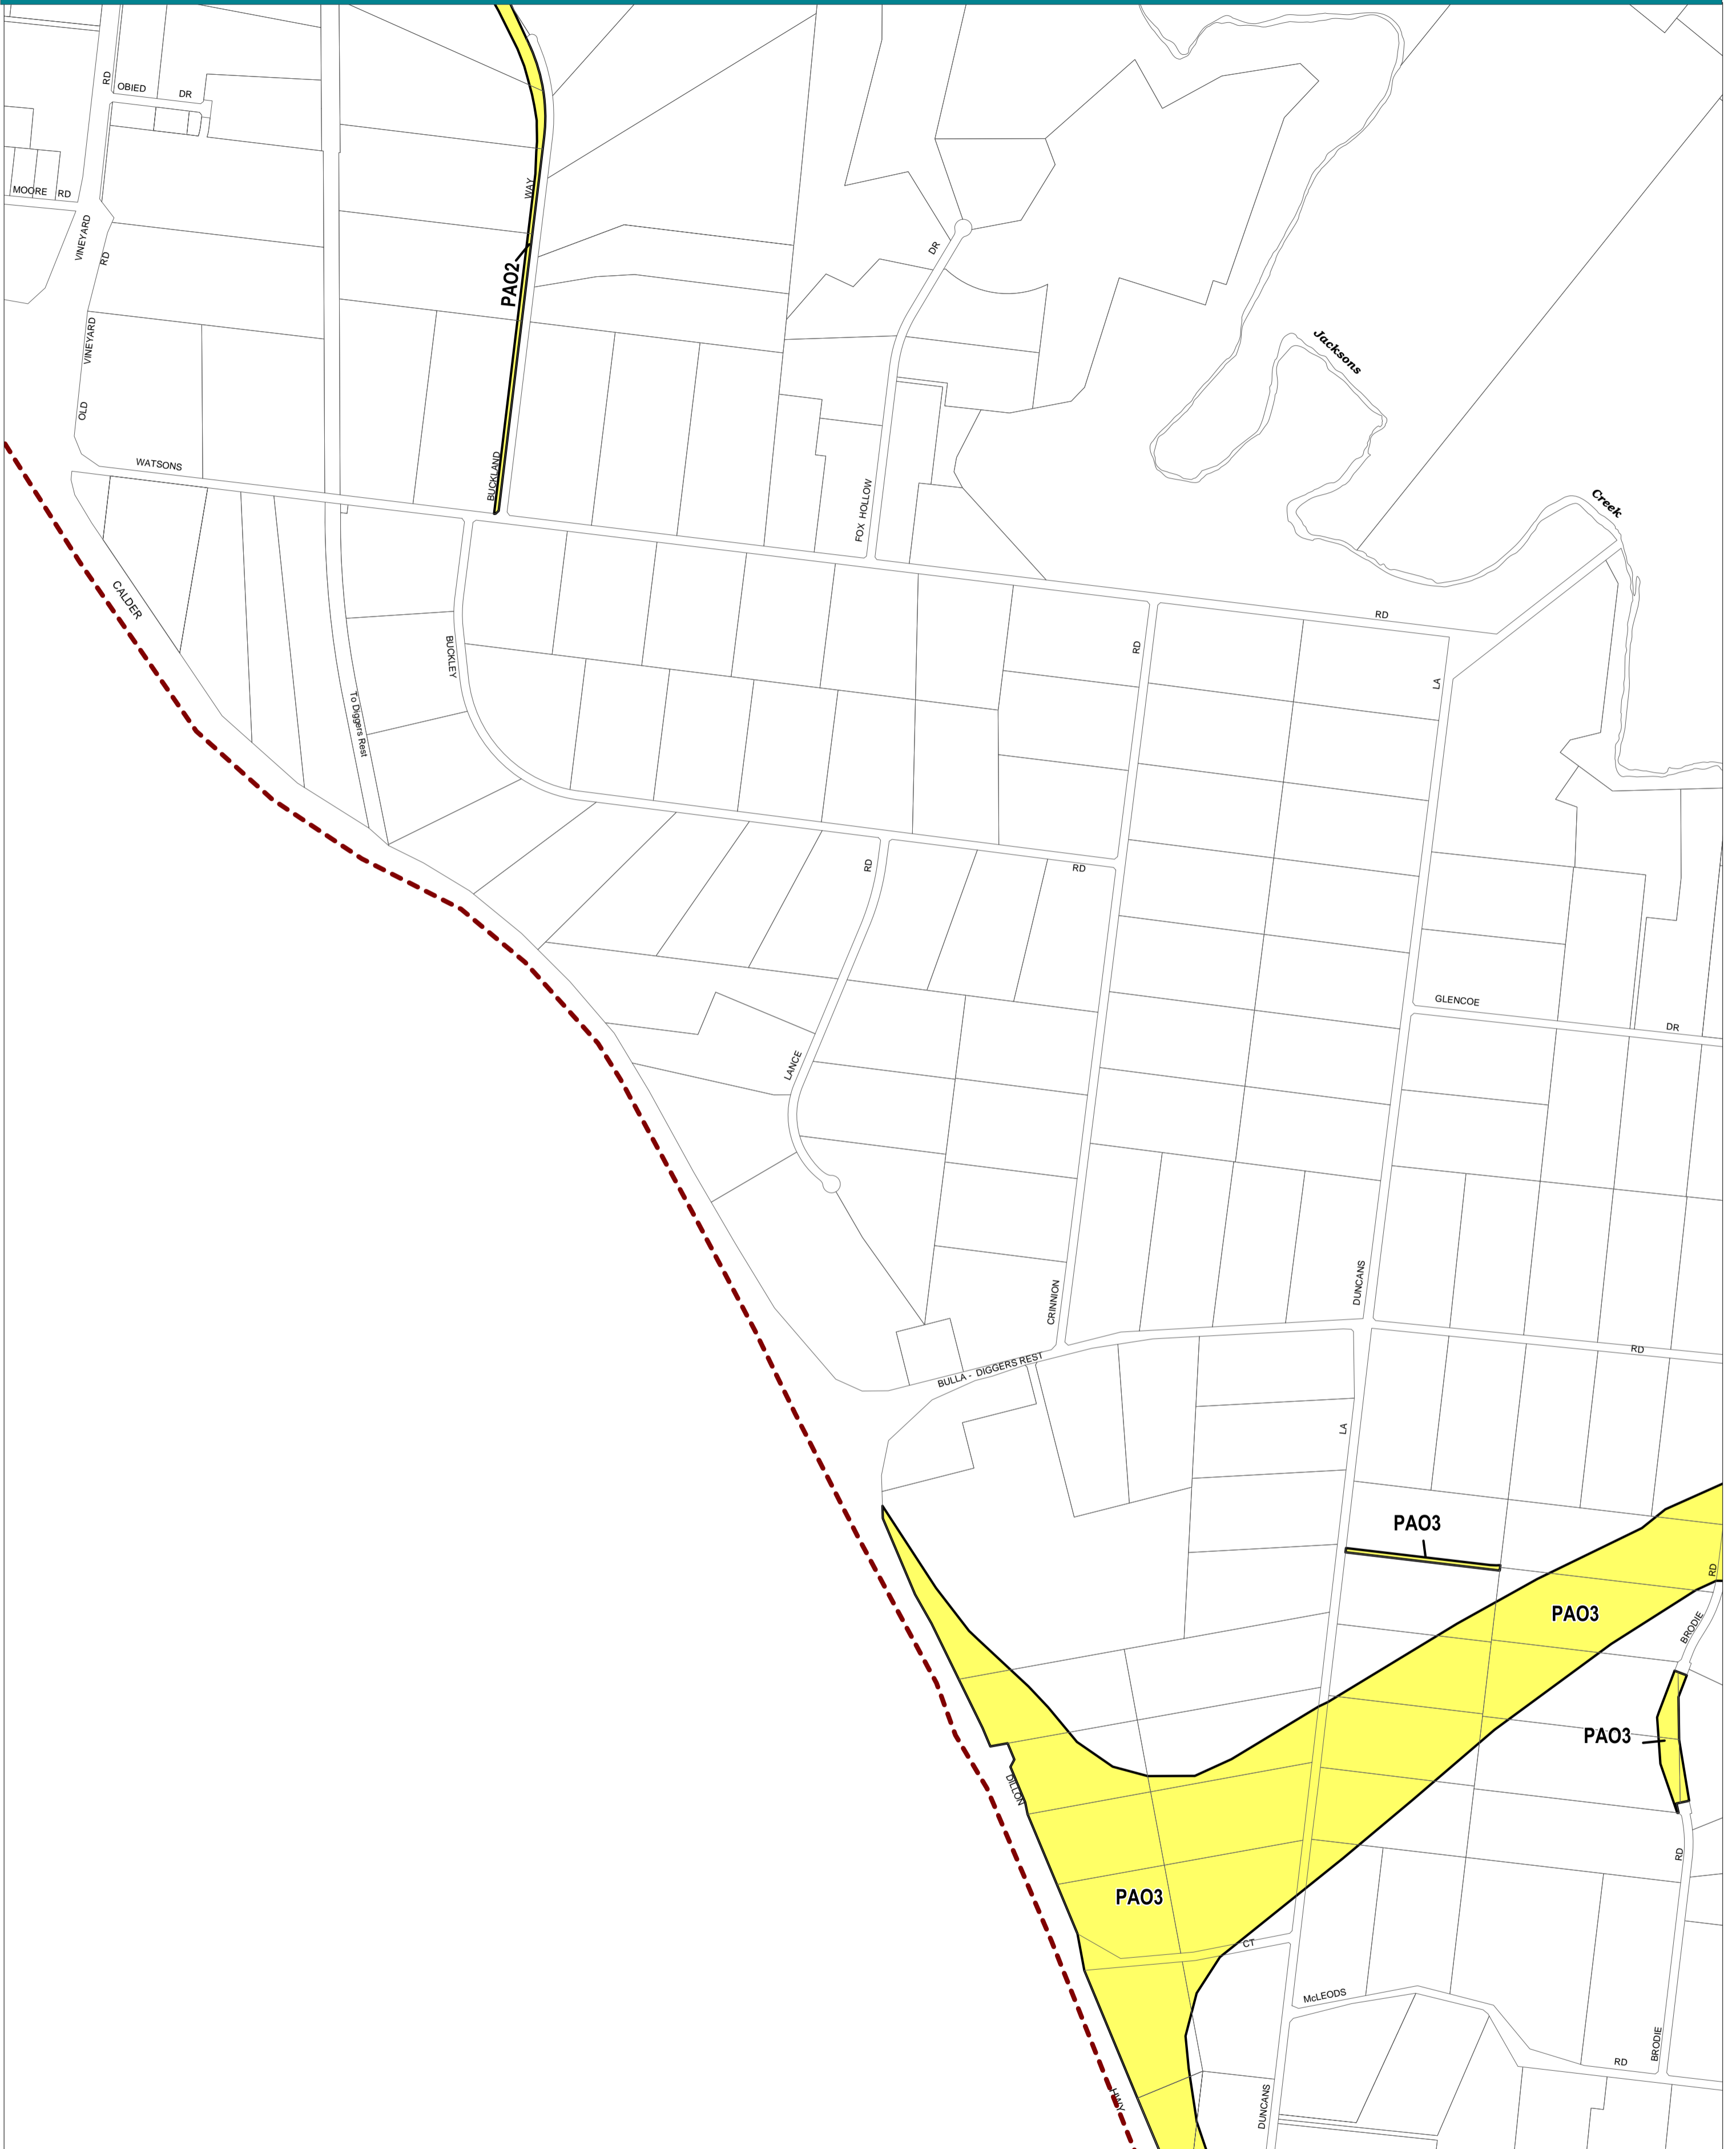 RD
OBIED DR
MOORE RD
VINEYARD
RD
WAY
PAO2
DR
VINEYARD
Jacksons
OLD
WATSONS
BUCKLAND
FOX HOLLOW
Creek
CALDER
RD
BUCKLEY
RD
LA
To Diggers Rest
RD
RD
GLENCOE
DR
LANCE
CRINNION
DUNCANS
RD
BULLA - DIGGERS REST
LA
PAO3
RD
PAO3
BRODIE
PAO3
DILLON
RD
PAO3
CT
McLEODS
BRODIE
RD
HWY
DUNCANS